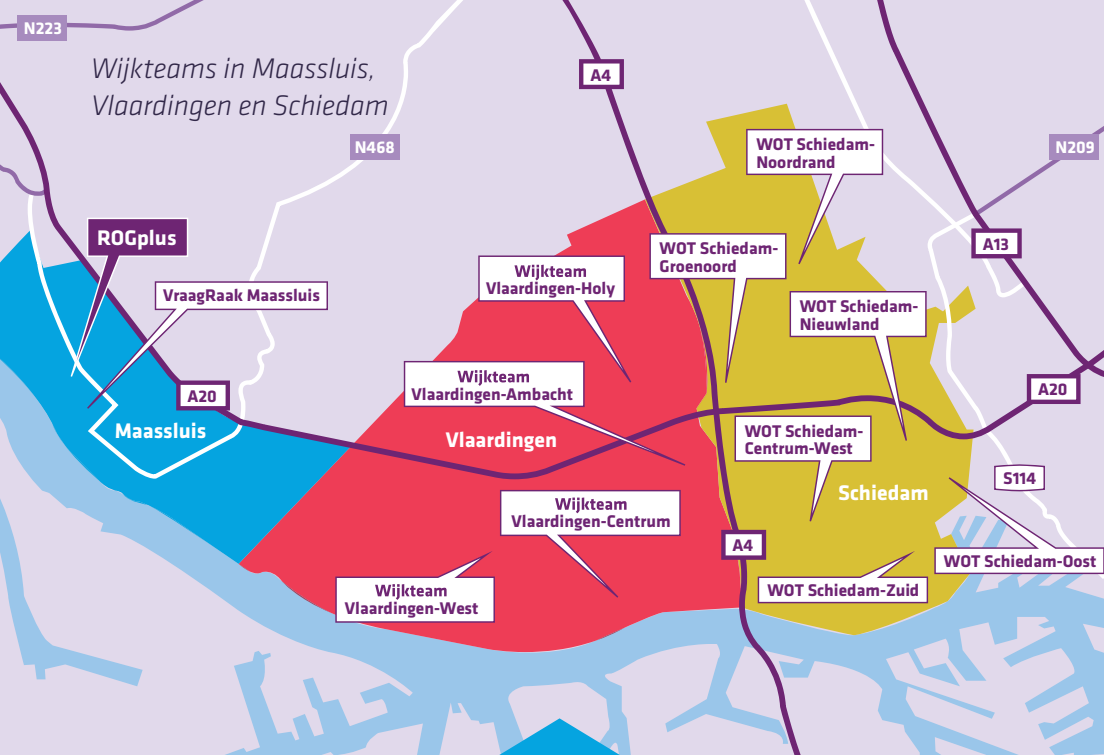 N223
Wijkteams in Maassluis,
Vlaardingen en Schiedam
A4
N468
WOT Schiedam-
Noordrand
N209
ROGplus
A13
WOT Schiedam-
Groenoord
Wijkteam
Vlaardingen-Holy
VraagRaak Maassluis
WOT Schiedam-
Nieuwland
Wijkteam
Vlaardingen-Ambacht
A20
A20
Maassluis
Vlaardingen
WOT Schiedam-
Centrum-West
S114
Schiedam
Wijkteam
Vlaardingen-Centrum
A4
WOT Schiedam-Oost
Wijkteam
Vlaardingen-West
WOT Schiedam-Zuid